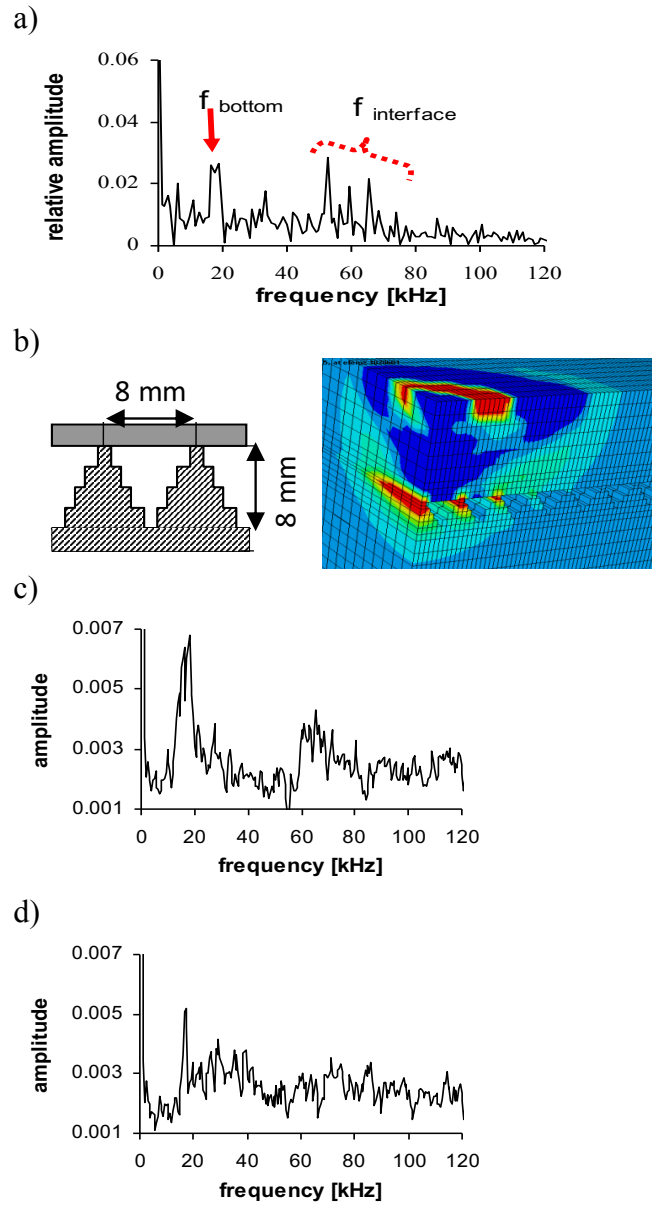 a)
relative amplitude
0.06
0.04
0.02
0
f bottom
f interface
0 20 40 60 80 100 120
frequency [kHz]
b)
8 mm
8 mm
c)
amplitude
0.007
0.005
0.003
0.001
0 20 40 60 80 100 120
frequency [kHz]
d)
amplitude
0.007
0.005
0.003
0.001
0 20 40 60 80 100 120
frequency [kHz]